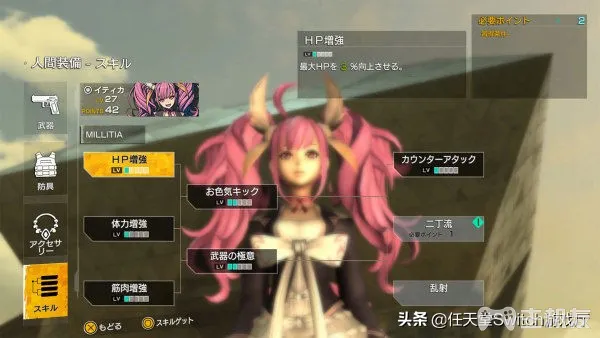 人間装備 - スキル
HP増強
LV
最大HPを 3 %向上させる。
必要ポイント 2
イティカ
LV 27
POINTS 42
MILLITIA
武器
防具
アクセサ
リー
スキル
HP増強
LV
カウンターアタック
LV
お色気キック
LV
体力増強
LV
二丁流
必要ポイント 1
武器の極意
LV
筋肉増強
LV
乱射
もどる
スキルゲット
头条 @任天堂Switch游戏厅